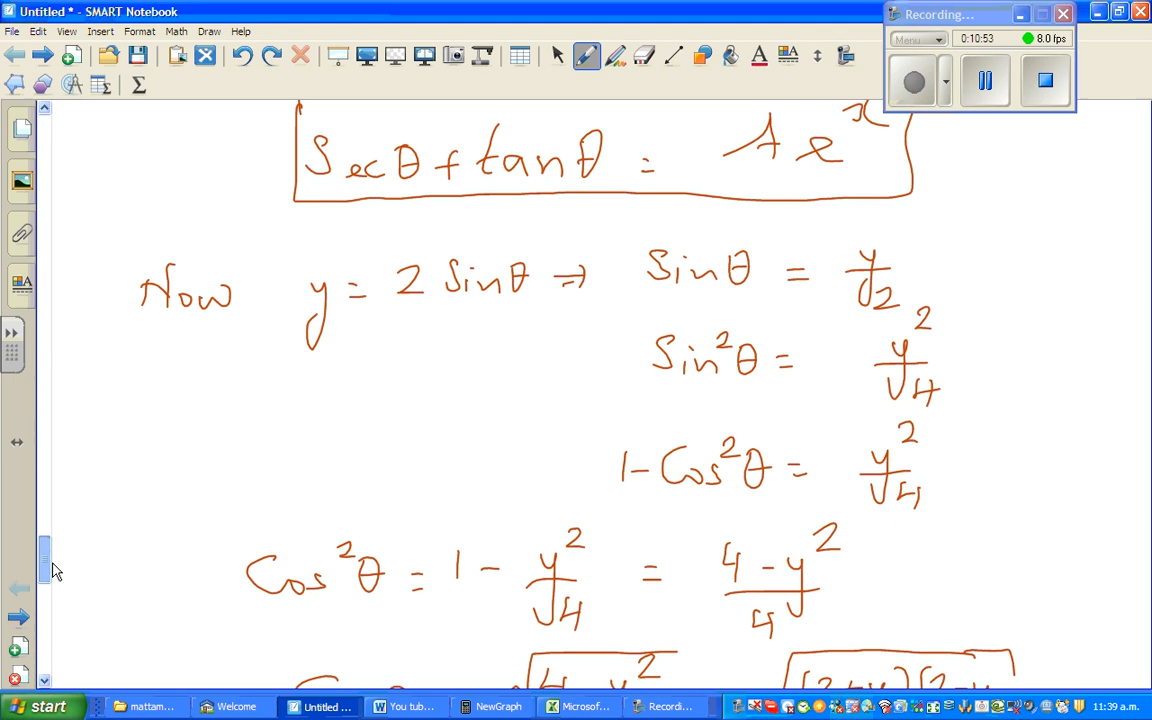 Untitled * - SMART Notebook
Recording...
File Edit View Insert Format Math Draw Help
Menu 0:10:53 8.0 fps
Secθ + tanθ = A e^x
Now y = 2 Sinθ ⇒ Sinθ = y/2
Sin²θ = y²/4
1 - Cos²θ = y²/4
Cos²θ = 1 - y²/4 = (4 - y²)/4
start mattam... Welcome Untitled ... You tub... NewGraph Microsof... Recordi... 11:39 a.m.